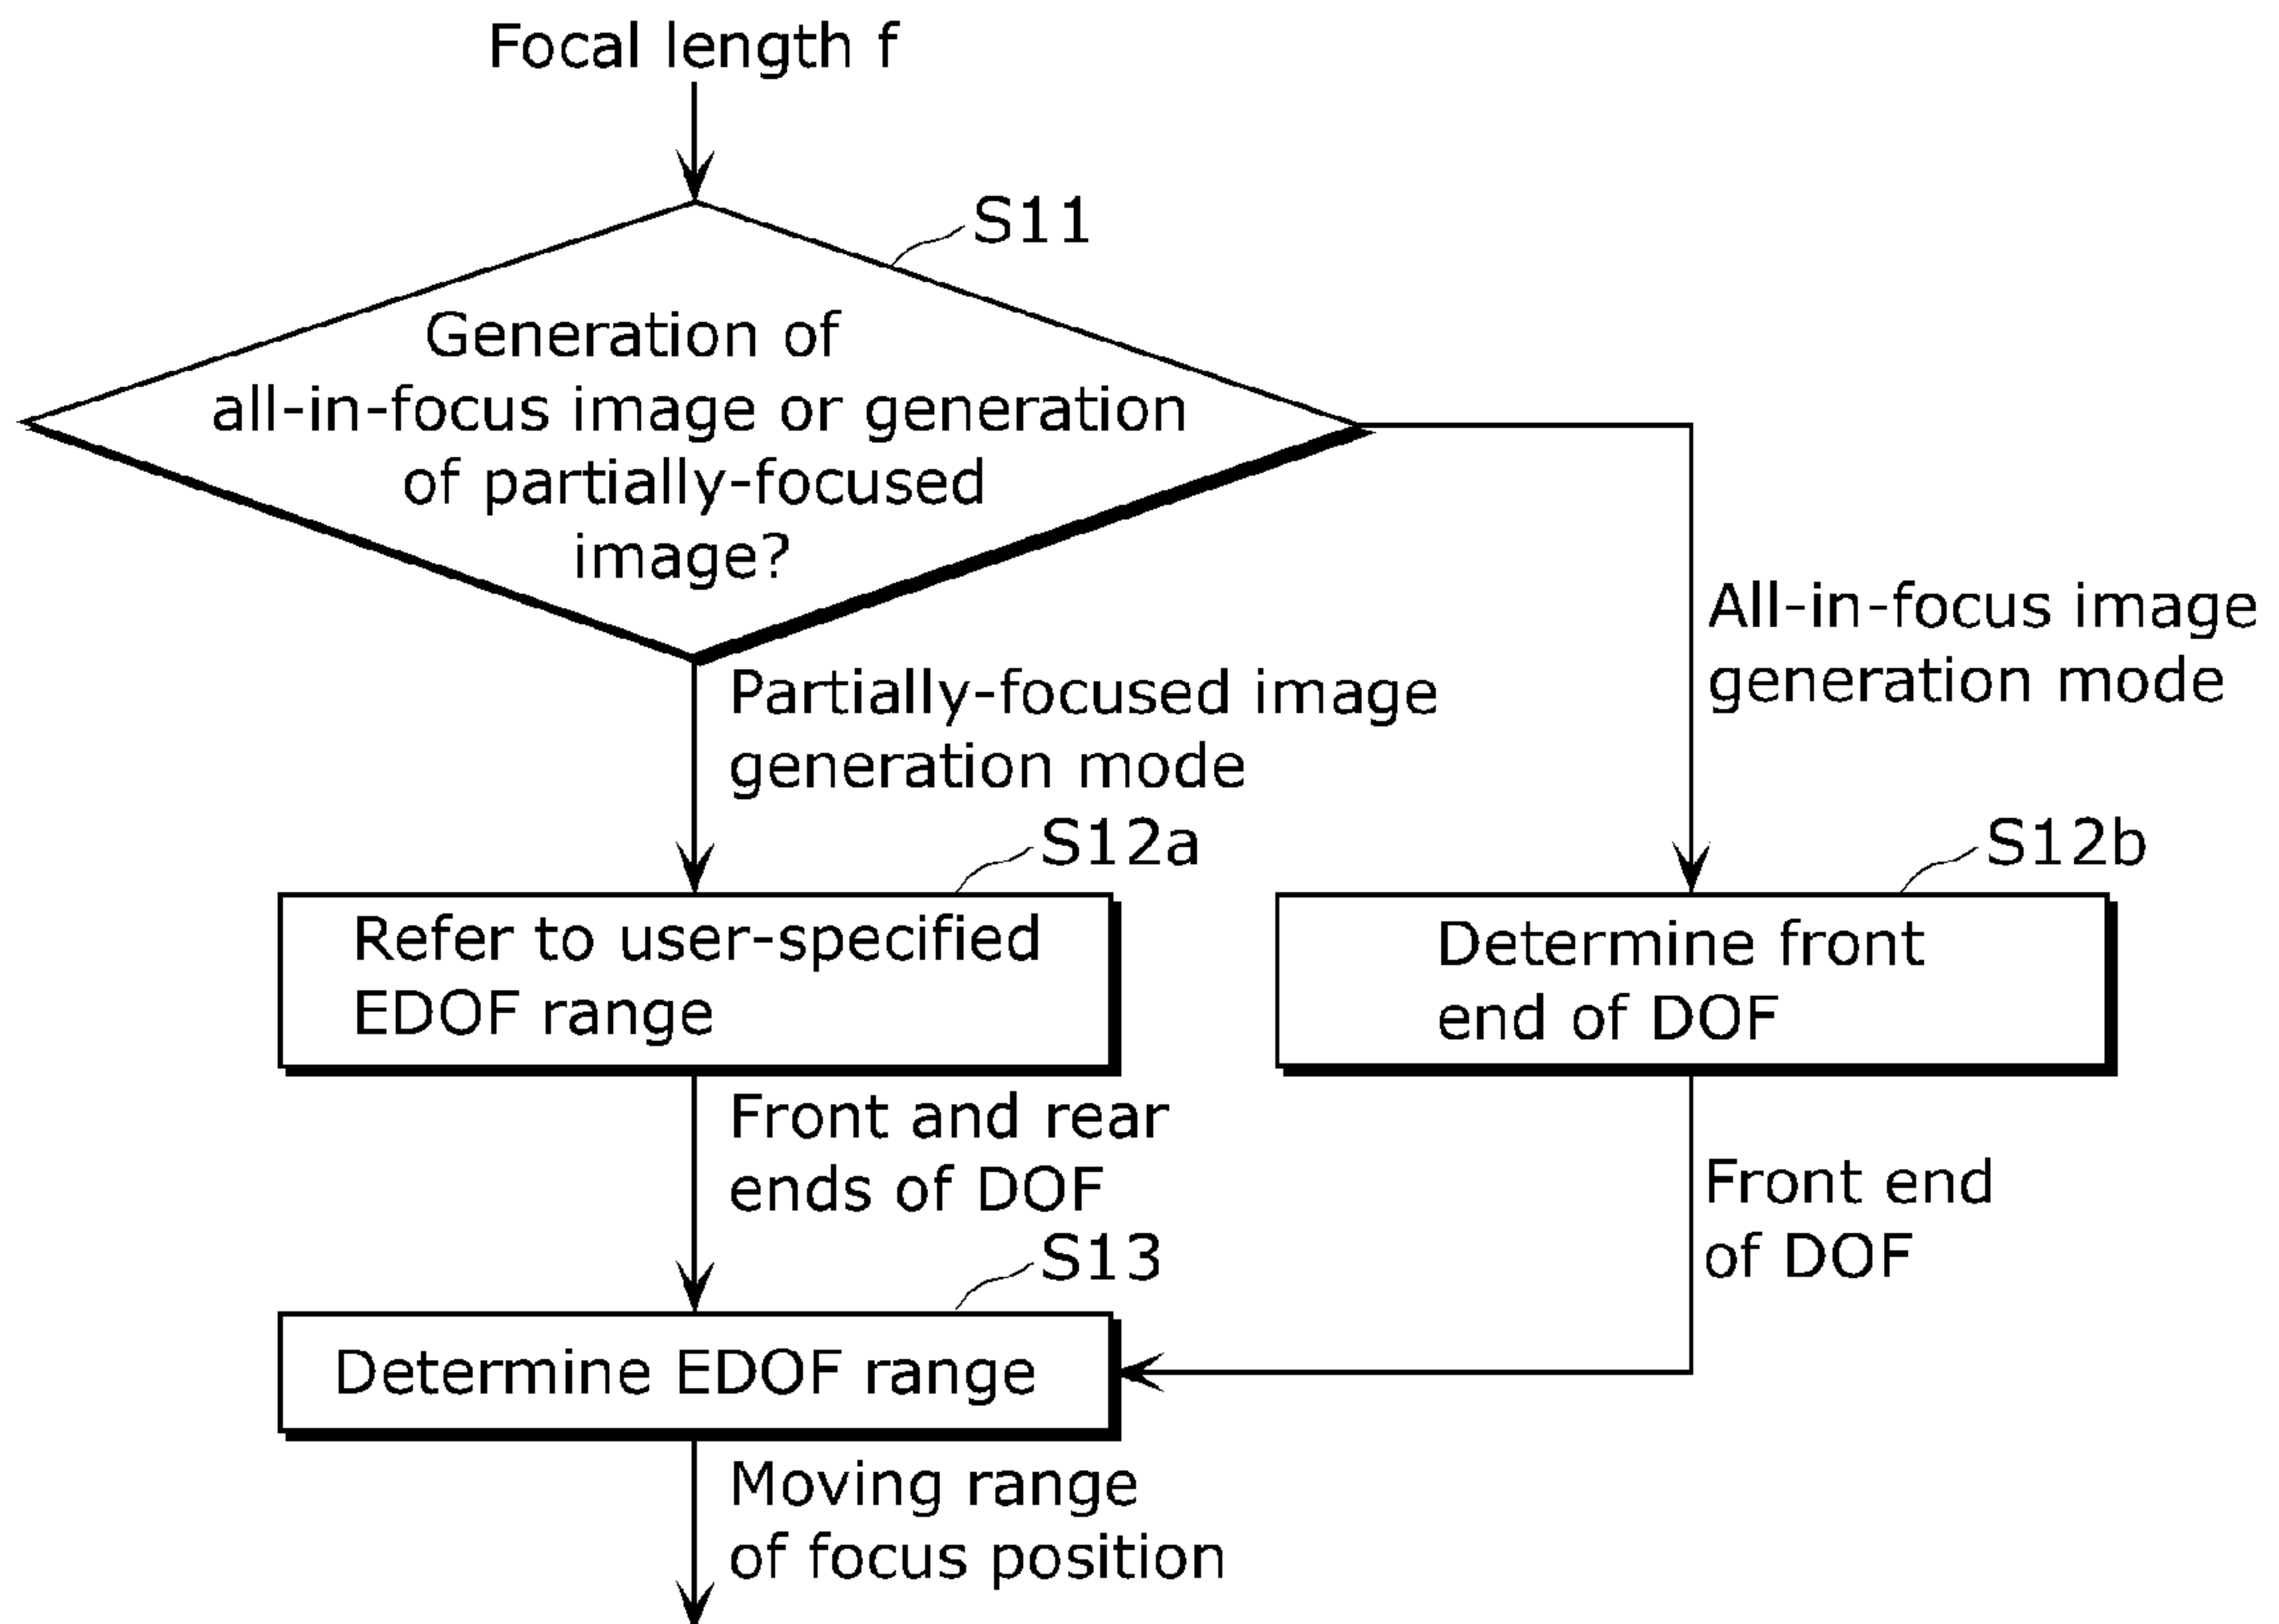 Focal length f
S11
Generation of
all-in-focus image or generation
of partially-focused
image?
All-in-focus image
generation mode
Partially-focused image
generation mode
S12a
S12b
Refer to user-specified
EDOF range
Determine front
end of DOF
Front and rear
ends of DOF
Front end
of DOF
S13
Determine EDOF range
Moving range
of focus position